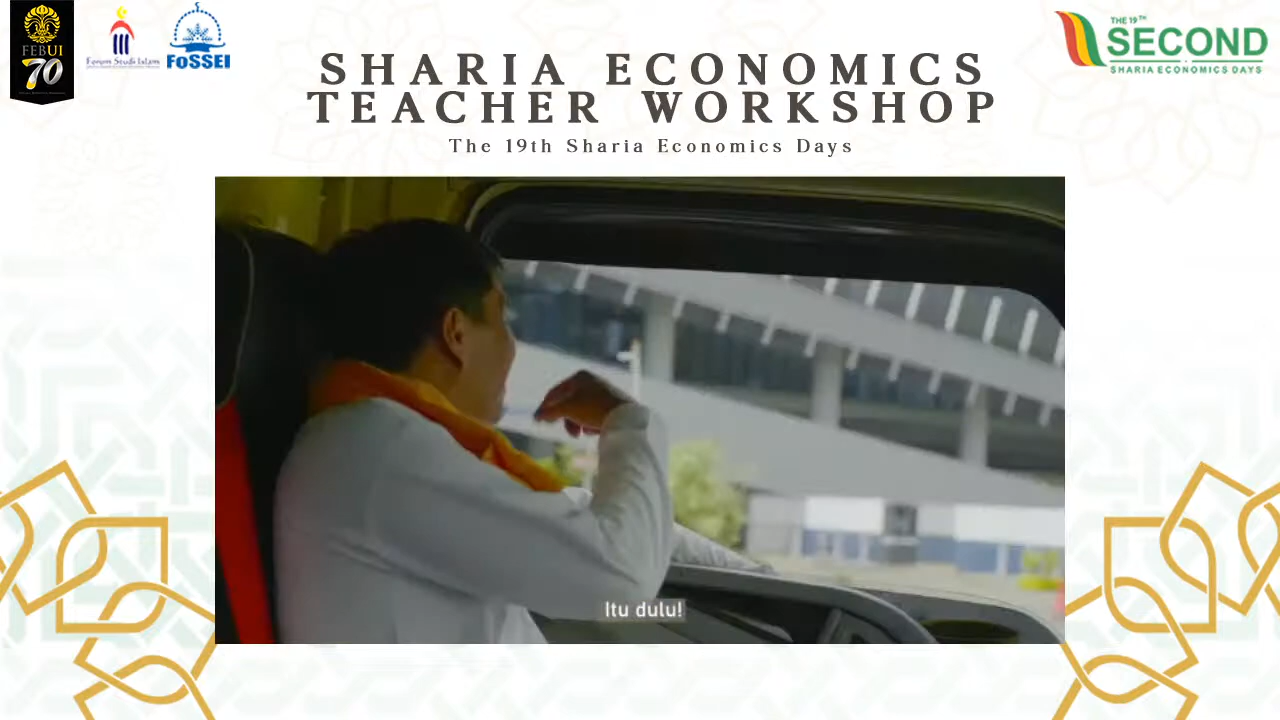 FEBUI
70
Forum Studi Islam
FoSSEI
THE 19TH
SECOND
SHARIA ECONOMICS DAYS
SHARIA ECONOMICS
TEACHER WORKSHOP
The 19th Sharia Economics Days
Itu dulu!